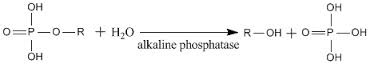 OH OH
O=P—O—R + H₂O alkaline phosphatase R—OH + O=P—OH
OH OH